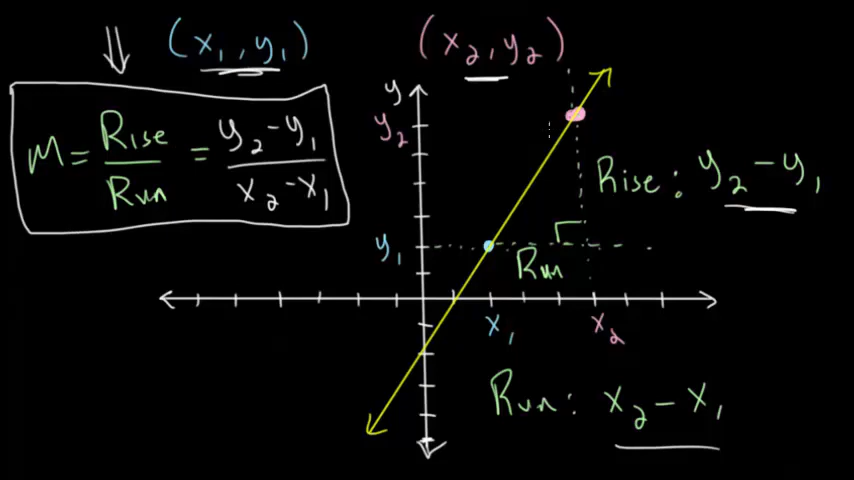 (x₁, y₁) (x₂, y₂)
M = Rise/Run = y₂-y₁/x₂-x₁
y
y₂
Rise: y₂-y₁
y₁
Run
x₁ x₂
Run: x₂-x₁